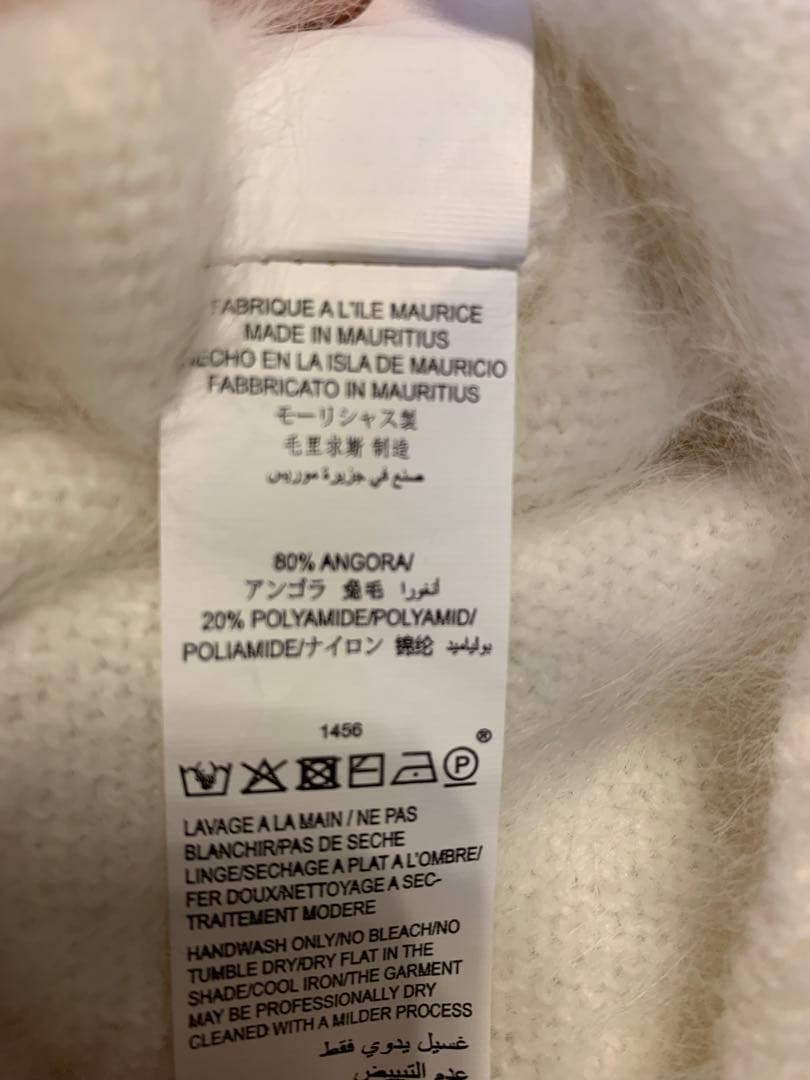 FABRIQUE A L'ILE MAURICE
MADE IN MAURITIUS
HECHO EN LA ISLA DE MAURICIO
FABBRICATO IN MAURITIUS
モーリシャス製
毛里求斯 制造
صنع في جزيرة موريس
80% ANGORA/
アンゴラ 兔毛 أنغورا
20% POLYAMIDE/POLYAMID/
POLIAMIDE/ナイロン 锦纶 بولياميد
1456
®
P
LAVAGE A LA MAIN / NE PAS
BLANCHIR/PAS DE SECHE
LINGE/SECHAGE A PLAT A L'OMBRE/
FER DOUX/NETTOYAGE A SEC-
TRAITEMENT MODERE
HANDWASH ONLY/NO BLEACH/NO
TUMBLE DRY/DRY FLAT IN THE
SHADE/COOL IRON/THE GARMENT
MAY BE PROFESSIONALLY DRY
CLEANED WITH A MILDER PROCESS
غسيل يدوي فقط
عدم التبييض